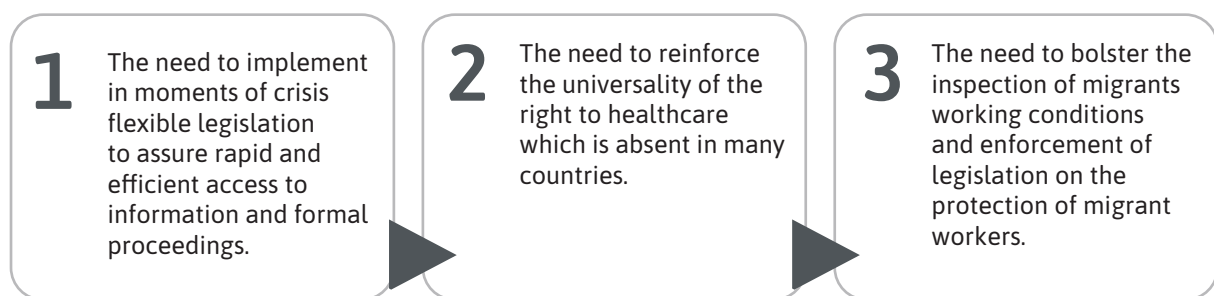 1
The need to implement
in moments of crisis
flexible legislation
to assure rapid and
efficient access to
information and formal
proceedings.
2
The need to reinforce
the universality of the
right to healthcare
which is absent in many
countries.
3
The need to bolster the
inspection of migrants
working conditions
and enforcement of
legislation on the
protection of migrant
workers.